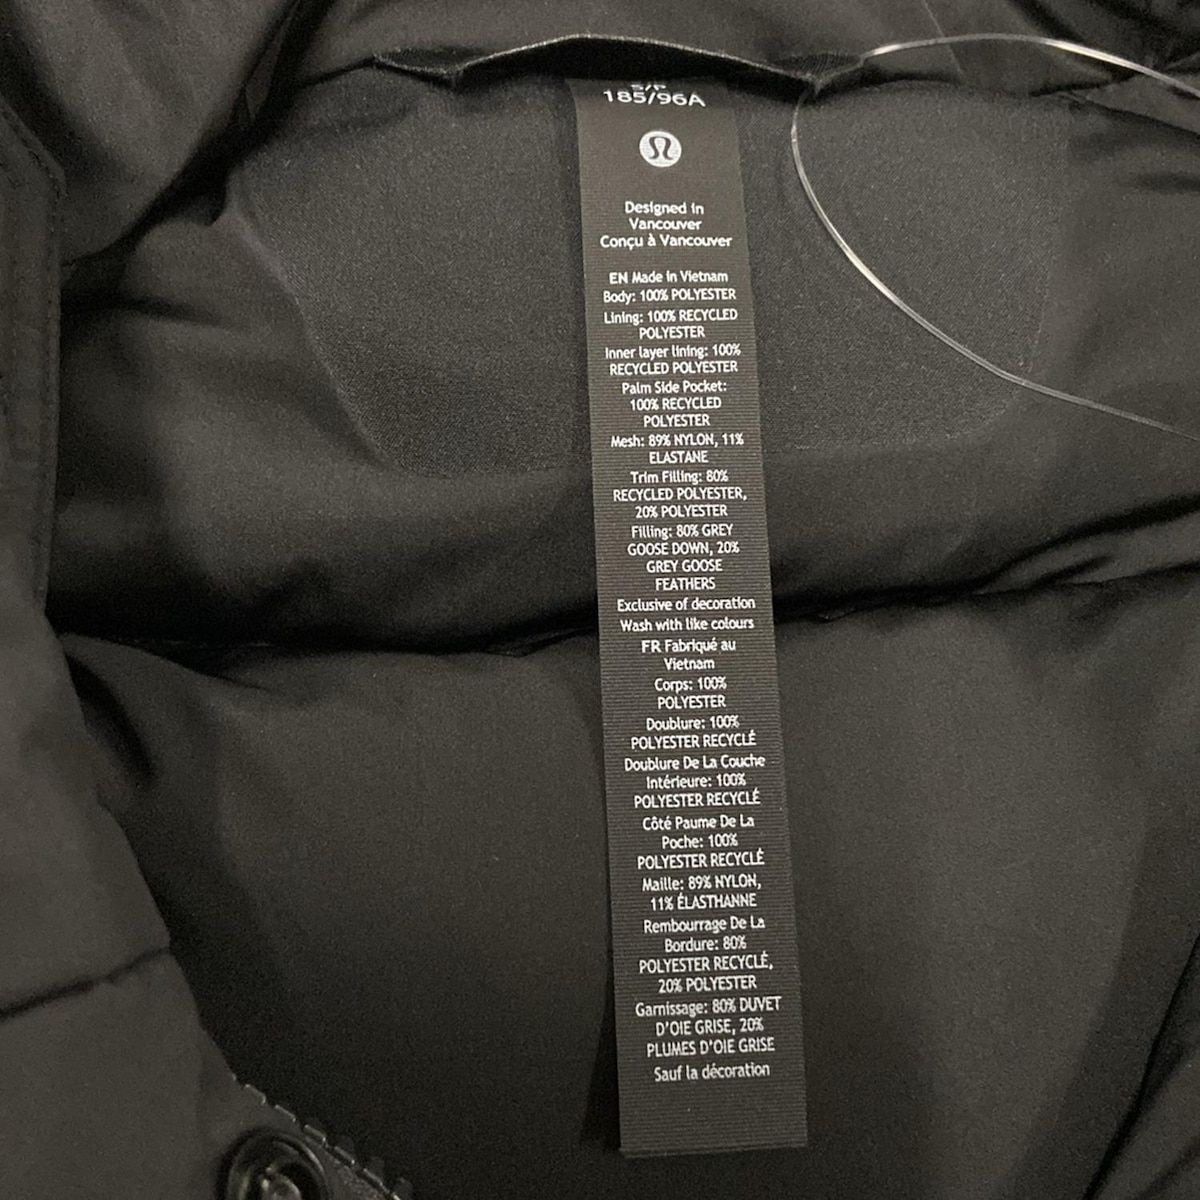 185/96A
Designed in
Vancouver
Conçu à Vancouver
EN Made in Vietnam
Body: 100% POLYESTER
Lining: 100% RECYCLED
POLYESTER
Inner layer lining: 100%
RECYCLED POLYESTER
Palm Side Pocket:
100% RECYCLED
POLYESTER
Mesh: 89% NYLON, 11%
ELASTANE
Trim Filling: 80%
RECYCLED POLYESTER,
20% POLYESTER
Filling: 80% GREY
GOOSE DOWN, 20%
GREY GOOSE
FEATHERS
Exclusive of decoration
Wash with like colours
FR Fabriqué au
Vietnam
Corps: 100%
POLYESTER
Doublure: 100%
POLYESTER RECYCLÉ
Doublure De La Couche
Intérieure: 100%
POLYESTER RECYCLÉ
Côté Paume De La
Poche: 100%
POLYESTER RECYCLÉ
Maille: 89% NYLON,
11% ÉLASTHANNE
Rembourrage De La
Bordure: 80%
POLYESTER RECYCLÉ,
20% POLYESTER
Garnissage: 80% DUVET
D'OIE GRISE, 20%
PLUMES D'OIE GRISE
Sauf la décoration